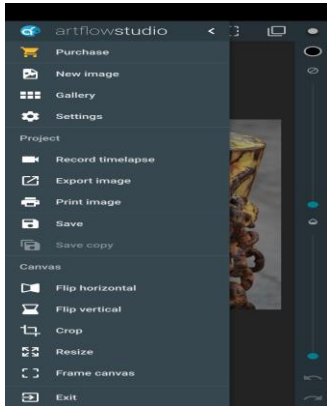 artflowstudio <
Purchase
New image
Gallery
Settings
Project
Record timelapse
Export image
Print image
Save
Save copy
Canvas
Flip horizontal
Flip vertical
Crop
Resize
Frame canvas
Exit